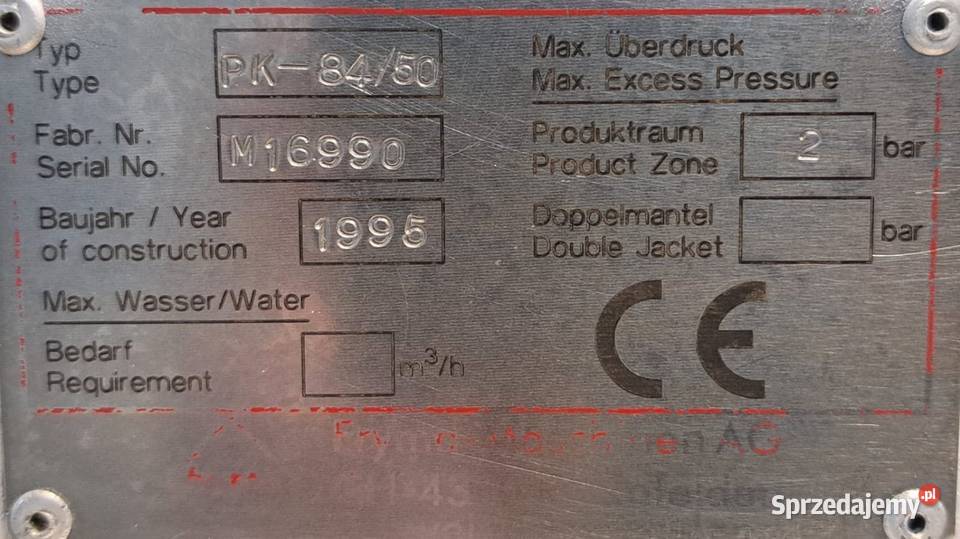 Typ
Type
PK-84/50
Max. Überdruck
Max. Excess Pressure
Fabr. Nr.
Serial No.
M16990
Produktraum
Product Zone
2
bar
Baujahr / Year
of construction
1995
Doppelmantel
Double Jacket
bar
Max. Wasser/Water
Bedarf
Requirement
m³/h
CE
AG
Sprzedajemy.pl